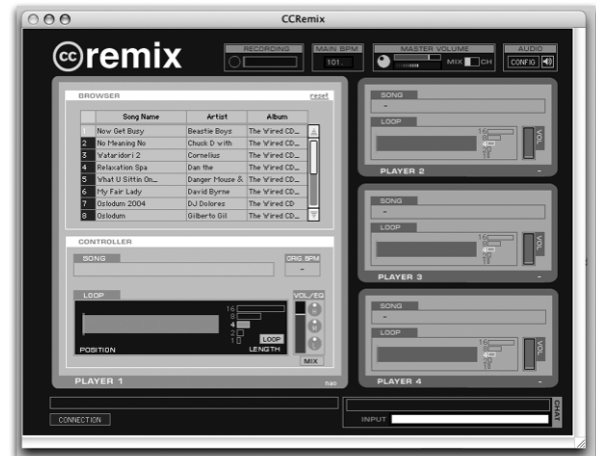 CCRemix
cc remix
RECORDING
MAIN BPM
101.
MASTER VOLUME
MIX CH
AUDIO
CONFIG
BROWSER reset
Song Name Artist Album
1 Now Get Busy Beastie Boys The Wired CD...
2 No Meaning No Chuck D with The Wired CD...
3 Wataridori 2 Cornelius The Wired CD...
4 Relaxation Spa Dan the The Wired CD...
5 What U Sittin On... Danger Mouse & The Wired CD...
6 My Fair Lady David Byrne The Wired CD...
7 Oslodum 2004 DJ Dolores The Wired CD...
8 Oslodum Gilberto Gil The Wired CD...
CONTROLLER
SONG ORIG.BPM
-
LOOP VOL/EQ
16
8
4
2
1 LOOP
POSITION LENGTH
MIX
PLAYER 1 nao
SONG
-
LOOP
16
VOL
PLAYER 2 -
SONG
-
LOOP
16
VOL
PLAYER 3 -
SONG
-
LOOP
16
VOL
PLAYER 4 -
CONNECTION
INPUT
CHAT